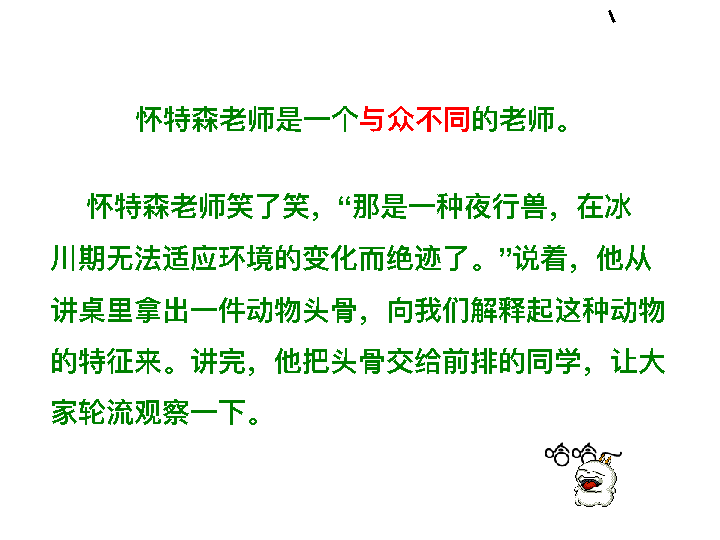 怀特森老师是一个与众不同的老师。
怀特森老师笑了笑，“那是一种夜行兽，在冰
川期无法适应环境的变化而绝迹了。”说着，他从
讲桌里拿出一件动物头骨，向我们解释起这种动物
的特征来。讲完，他把头骨交给前排的同学，让大
家轮流观察一下。
哈哈